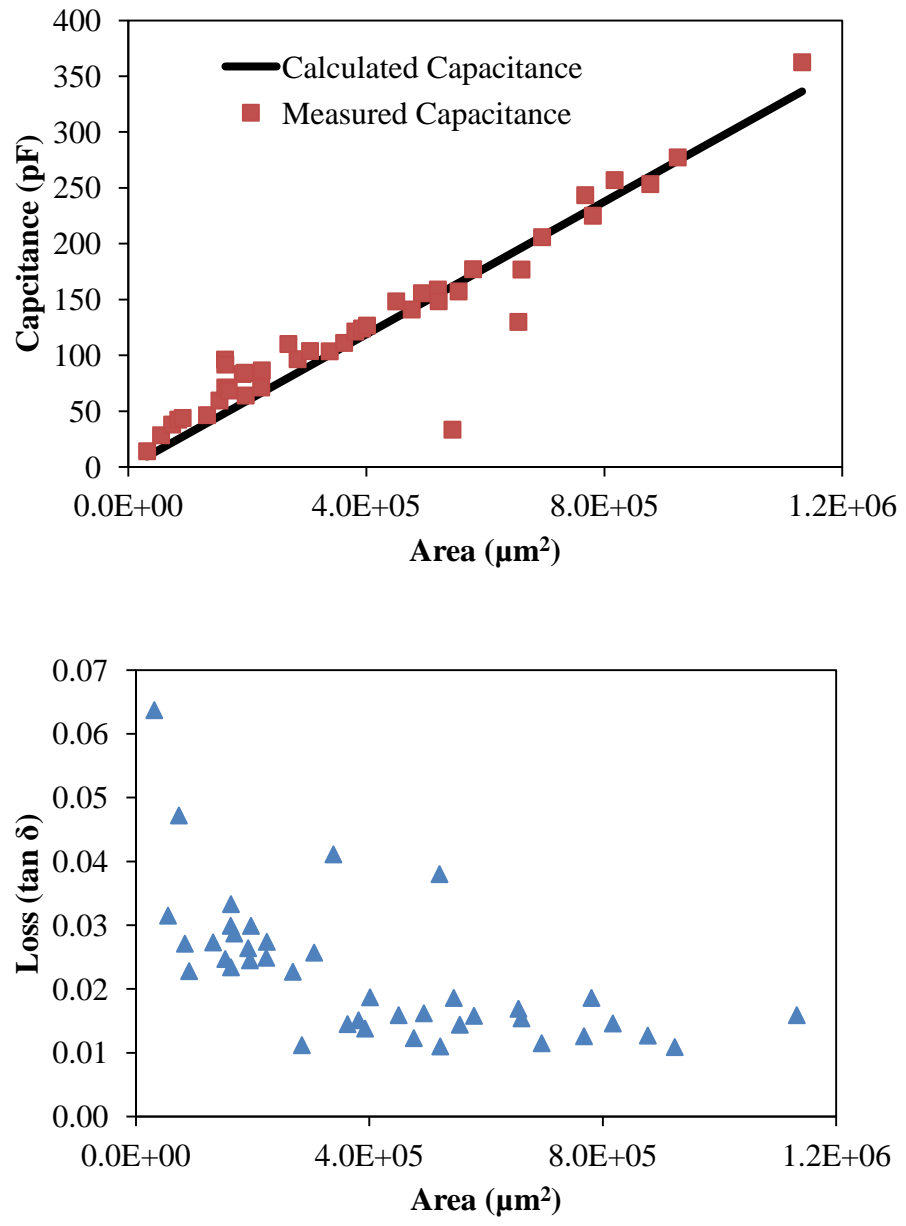 400
350
300
250
200
150
100
50
0
Capcitance (pF)
Calculated Capacitance
Measured Capacitance
0.0E+00 4.0E+05 8.0E+05 1.2E+06
Area (µm²)
0.07
0.06
0.05
0.04
0.03
0.02
0.01
0.00
Loss (tan δ)
0.0E+00 4.0E+05 8.0E+05 1.2E+06
Area (µm²)